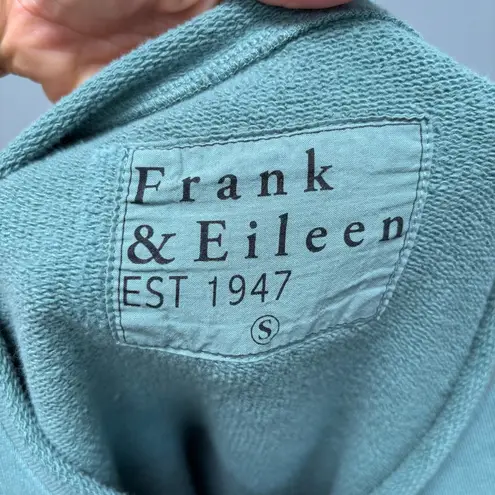 Frank
& Eileen
EST 1947
S